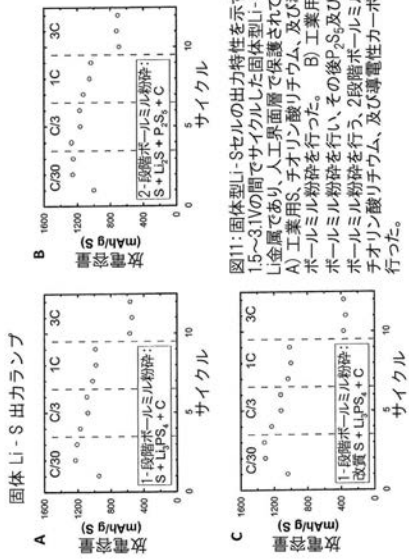 固体 Li - S 出力ランプ
A
1600
1200
800
400
0
放電容量
(mAh/g S)
C/30
C/3
1C
3C
1-段階ボールミル粉砕:
S + Li₃PS₄ + C
0
5
10
サイクル
B
1600
1200
800
400
0
放電容量
(mAh/g S)
C/30
C/3
1C
3C
2-段階ボールミル粉砕:
S + Li₂S + P₂S₅ + C
0
5
10
サイクル
C
1600
1200
800
400
0
放電容量
(mAh/g S)
C/30
C/3
1C
3C
1-段階ボールミル粉砕:
改質 S + Li₃PS₄ + C
0
5
10
サイクル
図11: 固体型Li-Sセルの出力特性を示す
1.5~3.1Vの間でサイクルした固体型Li-
Li金属であり、人工界面層で保護されて
A) 工業用S、チオリン酸リチウム、及び
ボールミル粉砕を行った。 B) 工業用
ボールミル粉砕を行い、その後P₂S₅及び
ボールミル粉砕を行う、2段階ボールミル
チオリン酸リチウム、及び導電性カーボ
行った。